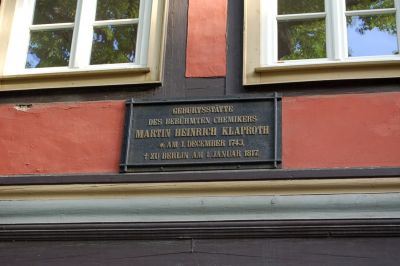 GEBURTSSTÄTTE
DES BERÜHMTEN CHEMIKERS
MARTIN HEINRICH KLAPROTH
* AM 1. DECEMBER 1743,
† ZU BERLIN AM 1. JANUAR 1817.